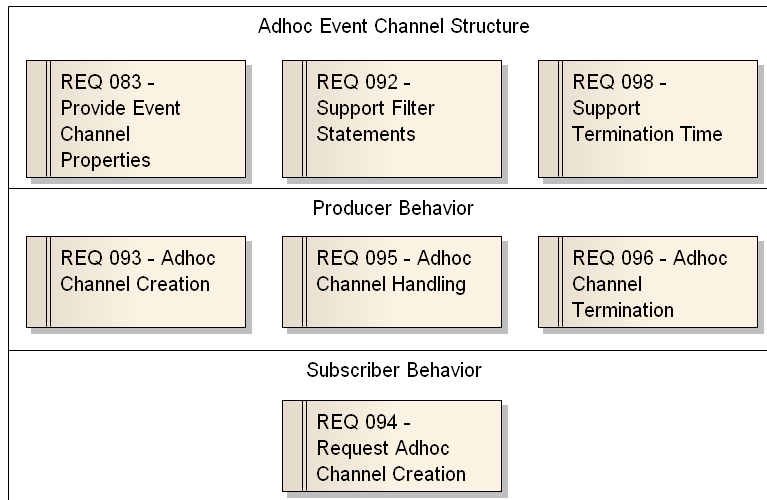 Adhoc Event Channel Structure
REQ 083 -
Provide Event
Channel
Properties
REQ 092 -
Support Filter
Statements
REQ 098 -
Support
Termination Time
Producer Behavior
REQ 093 - Adhoc
Channel Creation
REQ 095 - Adhoc
Channel Handling
REQ 096 - Adhoc
Channel
Termination
Subscriber Behavior
REQ 094 -
Request Adhoc
Channel Creation